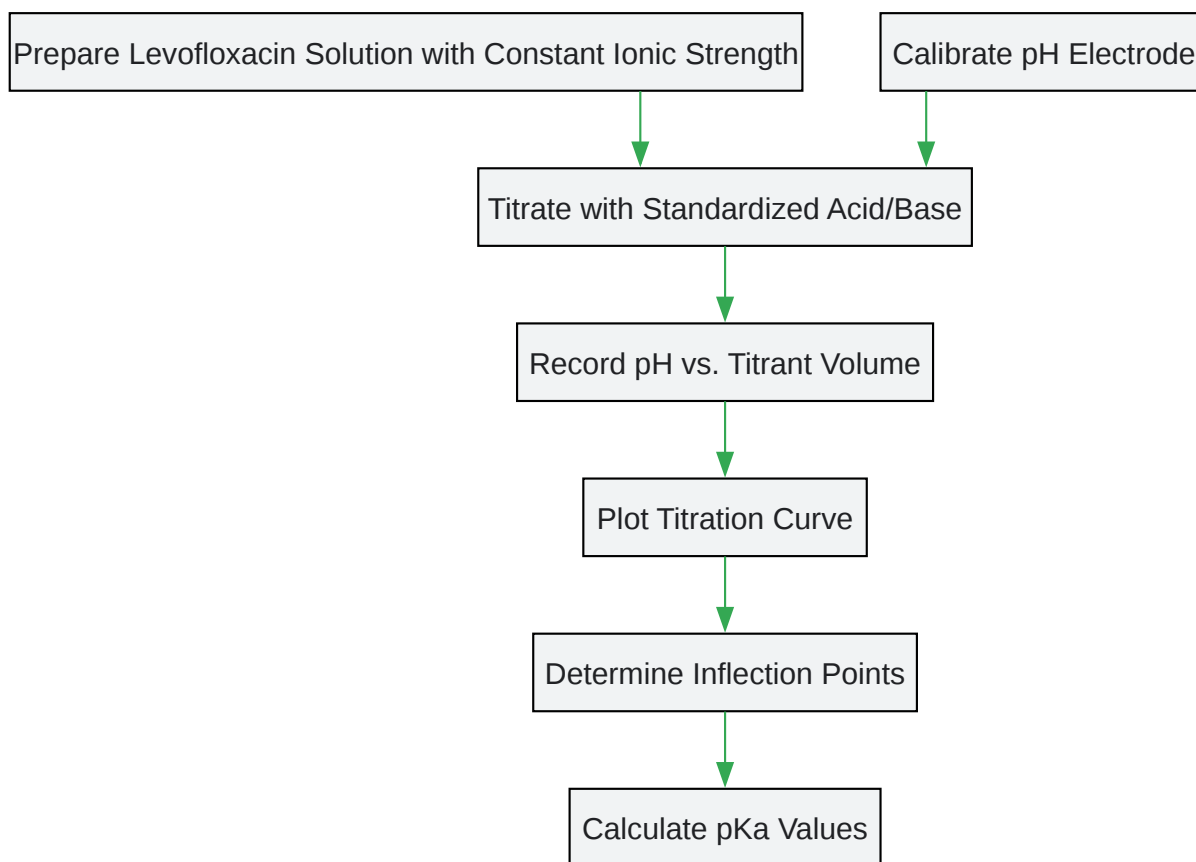 Prepare Levofloxacin Solution with Constant Ionic Strength
Calibrate pH Electrode
Titrate with Standardized Acid/Base
Record pH vs. Titrant Volume
Plot Titration Curve
Determine Inflection Points
Calculate pKa Values